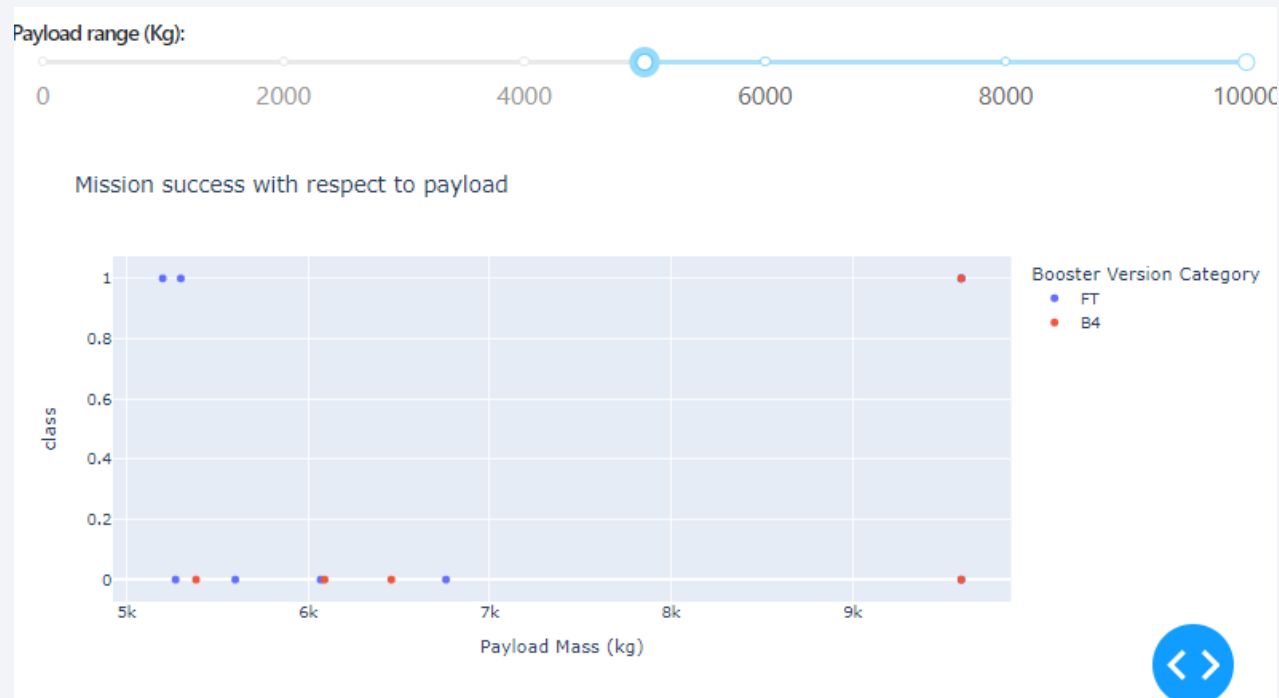 Payload range (Kg):
0 2000 4000 6000 8000 10000
Mission success with respect to payload
1
0.8
0.6
0.4
0.2
0
class
5k 6k 7k 8k 9k
Payload Mass (kg)
Booster Version Category
FT
B4